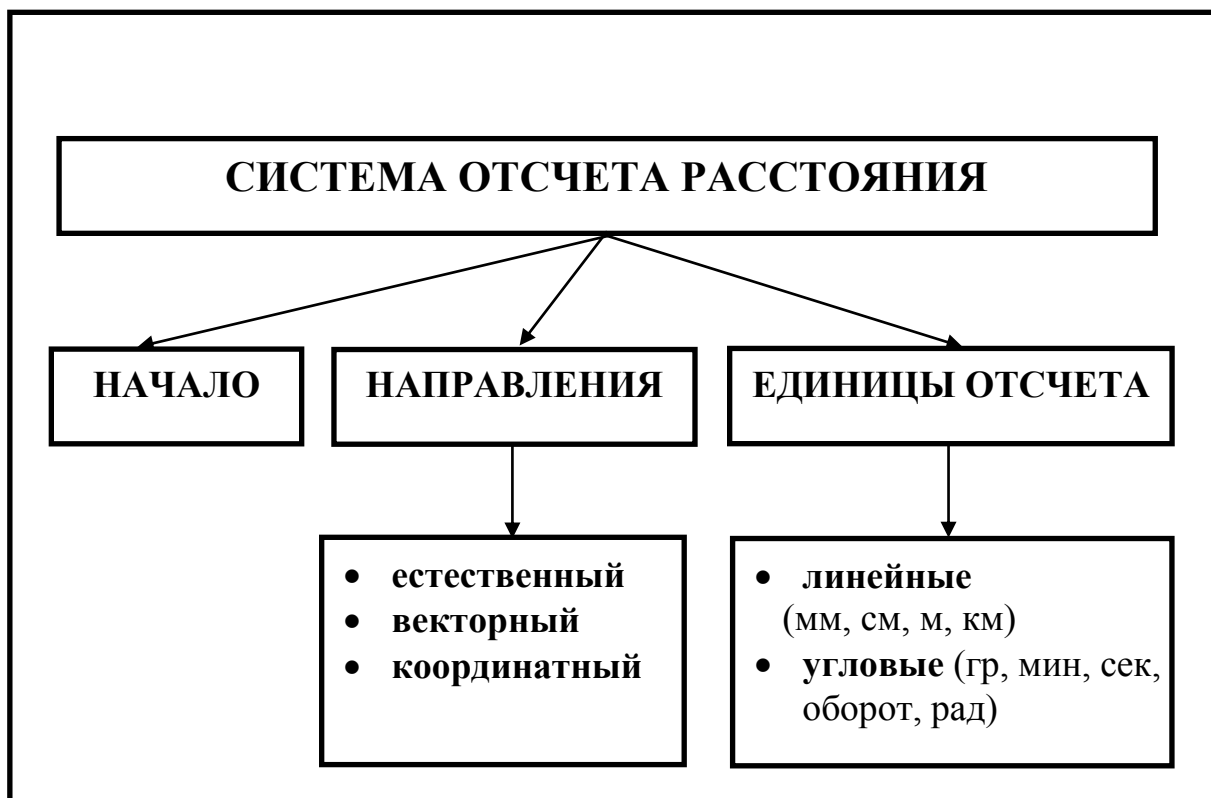 СИСТЕМА ОТСЧЕТА РАССТОЯНИЯ
НАЧАЛО
НАПРАВЛЕНИЯ
ЕДИНИЦЫ ОТСЧЕТА
• естественный
• векторный
• координатный
• линейные
(мм, см, м, км)
• угловые (гр, мин, сек,
оборот, рад)